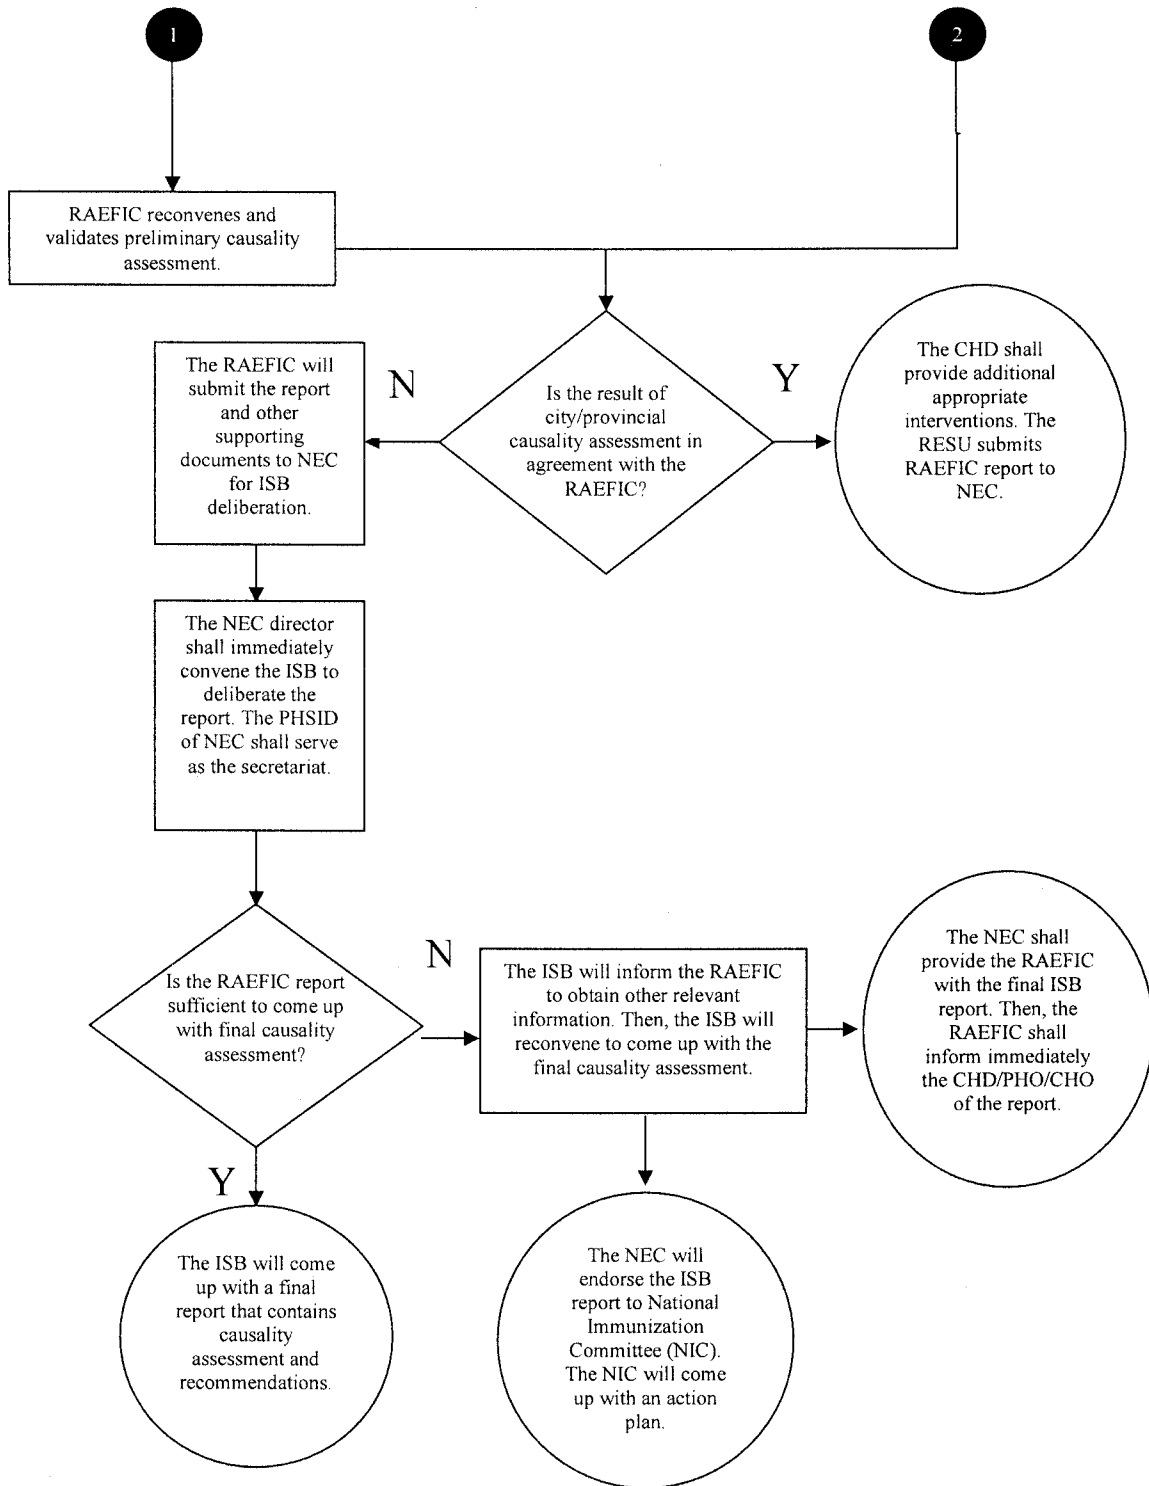 1
2
RAEFIC reconvenes and
validates preliminary causality
assessment.
The RAEFIC will
submit the report
and other
supporting
documents to NEC
for ISB
deliberation.
N
Is the result of
city/provincial
causality assessment in
agreement with the
RAEFIC?
Y
The CHD shall
provide additional
appropriate
interventions. The
RESU submits
RAEFIC report to
NEC.
The NEC director
shall immediately
convene the ISB to
deliberate the
report. The PHSID
of NEC shall serve
as the secretariat.
Is the RAEFIC report
sufficient to come up
with final causality
assessment?
N
The ISB will inform the RAEFIC
to obtain other relevant
information. Then, the ISB will
reconvene to come up with the
final causality assessment.
The NEC shall
provide the RAEFIC
with the final ISB
report. Then, the
RAEFIC shall
inform immediately
the CHD/PHO/CHO
of the report.
Y
The ISB will come
up with a final
report that contains
causality
assessment and
recommendations.
The NEC will
endorse the ISB
report to National
Immunization
Committee (NIC).
The NIC will come
up with an action
plan.